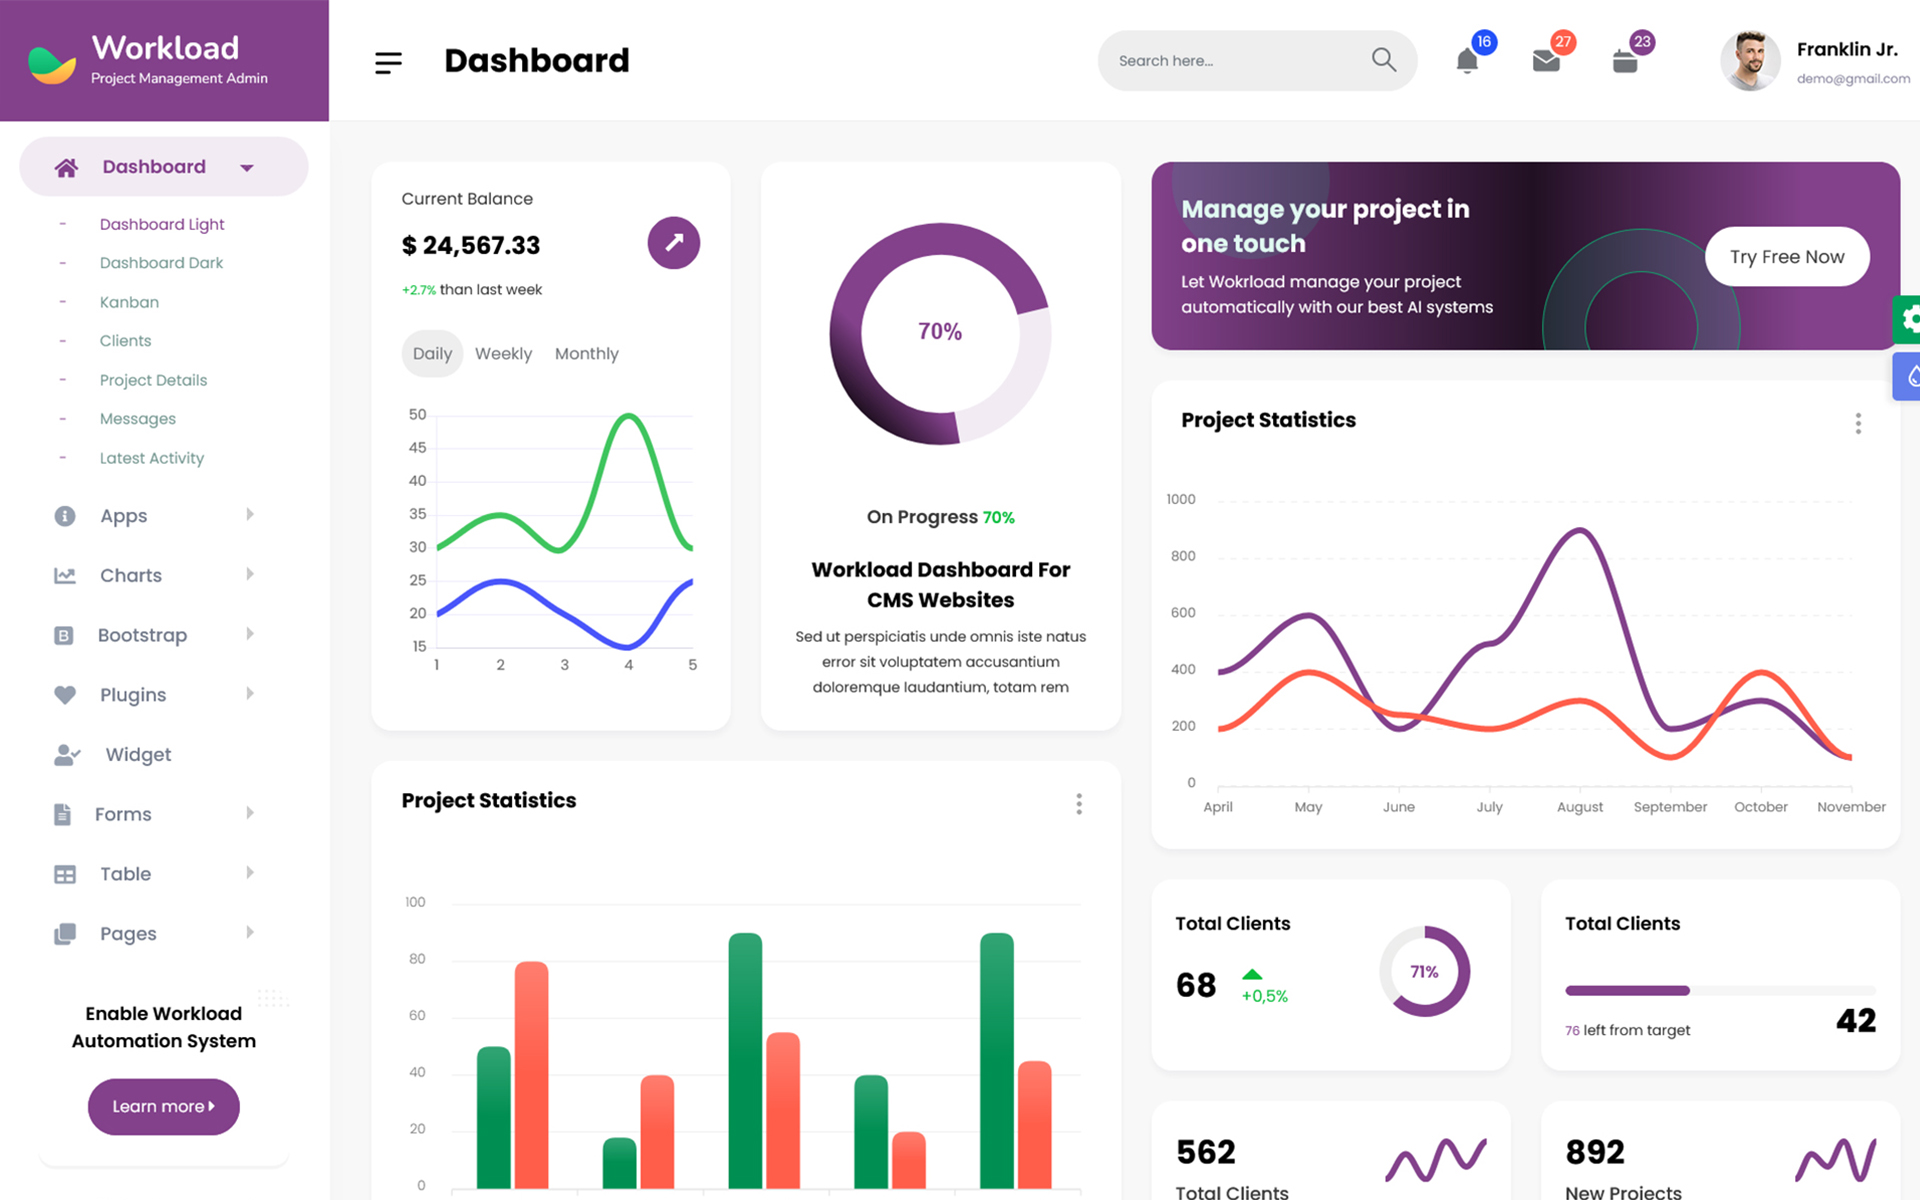 Workload
Project Management Admin
Dashboard
Search here...
16
27
23
Franklin Jr.
demo@gmail.com
Dashboard
- Dashboard Light
- Dashboard Dark
- Kanban
- Clients
- Project Details
- Messages
- Latest Activity
Apps
Charts
B Bootstrap
Plugins
Widget
Forms
Table
Pages
Enable Workload
Automation System
Learn more
Current Balance
$ 24,567.33
+2.7% than last week
Daily Weekly Monthly
50
45
40
35
30
25
20
15
1 2 3 4 5
70%
On Progress 70%
Workload Dashboard For
CMS Websites
Sed ut perspiciatis unde omnis iste natus
error sit voluptatem accusantium
doloremque laudantium, totam rem
Manage your project in
one touch
Let Wokrload manage your project
automatically with our best AI systems
Try Free Now
Project Statistics
1000
800
600
400
200
0
April May June July August September October November
Project Statistics
100
80
60
40
20
0
Total Clients
68
+0,5%
71%
Total Clients
76 left from target
42
562
Total Clients
892
New Projects